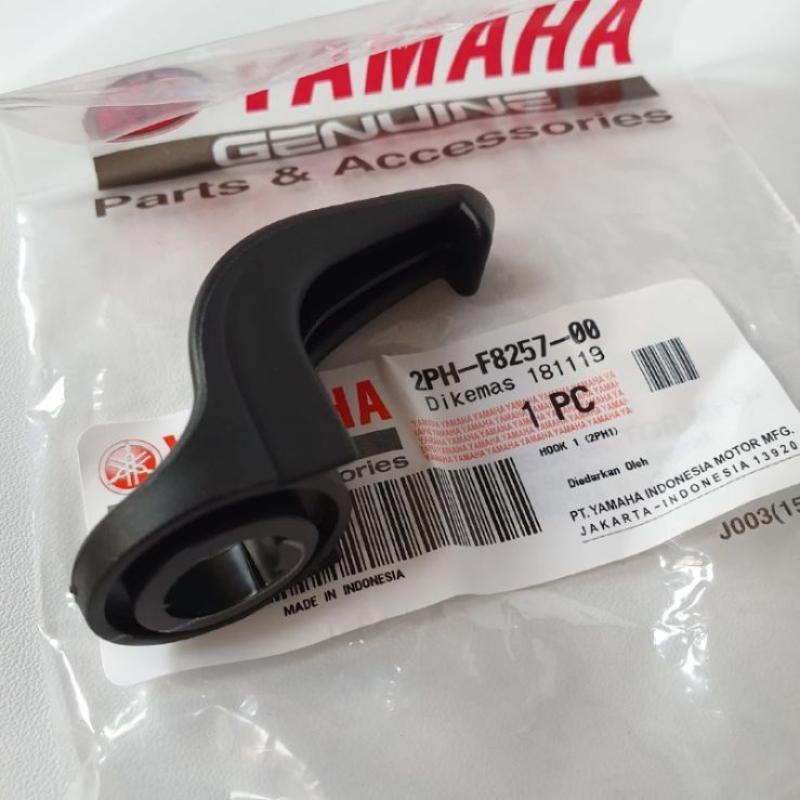 YAMAHA
GENUINE
Parts & Accessories
2PH-F8257-00
Dikemas 181119
1 PC
HOOK 1 (2PH1)
Diedarkan Oleh
PT.YAMAHA INDONESIA MOTOR MFG.
JAKARTA-INDONESIA 13920
MADE IN INDONESIA